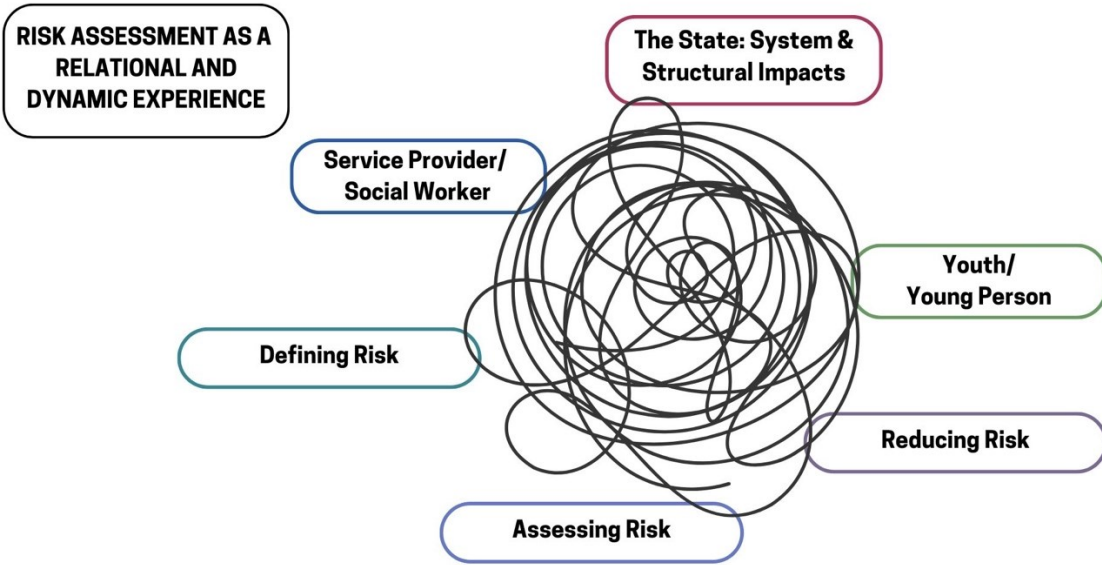 RISK ASSESSMENT AS A
RELATIONAL AND
DYNAMIC EXPERIENCE
The State: System &
Structural Impacts
Service Provider/
Social Worker
Youth/
Young Person
Defining Risk
Reducing Risk
Assessing Risk